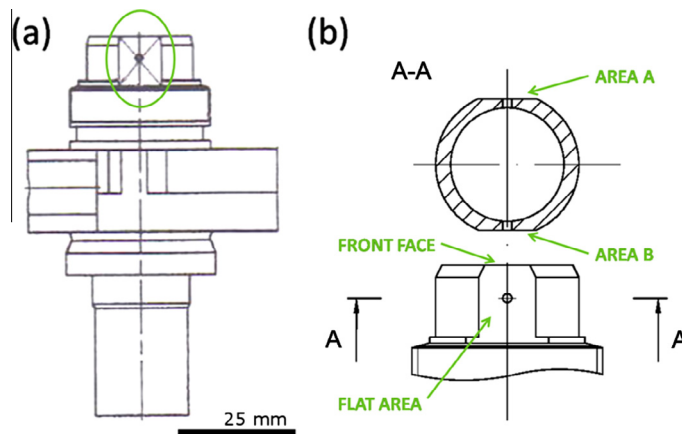 (a)
25 mm
(b)
A-A
AREA A
AREA B
FRONT FACE
A
A
FLAT AREA